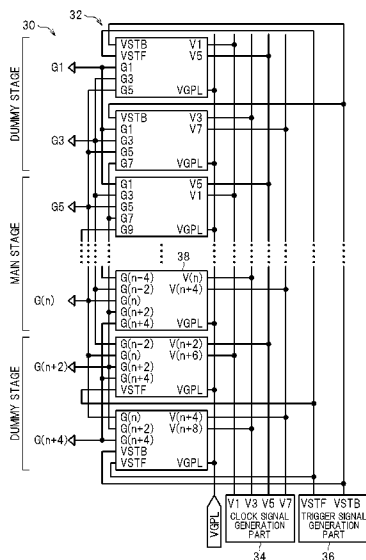 30
32
DUMMY STAGE
MAIN STAGE
DUMMY STAGE
G1
G3
G5
G(n)
G(n+2)
G(n+4)
VSTB V1
VSTF V5
G1
G3
G5 VGPL
VSTB V3
G1 V7
G3
G5
G7 VGPL
G1 V5
G3 V1
G5
G7
G9 VGPL
38
G(n-4) V(n)
G(n-2) V(n+4)
G(n)
G(n+2)
G(n+4) VGPL
G(n-2) V(n+2)
G(n) V(n+6)
G(n+2)
G(n+4)
VSTF VGPL
G(n) V(n+4)
G(n+2) V(n+8)
G(n+4)
VSTB
VSTF VGPL
VGPL
V1 V3 V5 V7
CLOCK SIGNAL
GENERATION
PART
34
VSTF VSTB
TRIGGER SIGNAL
GENERATION
PART
36